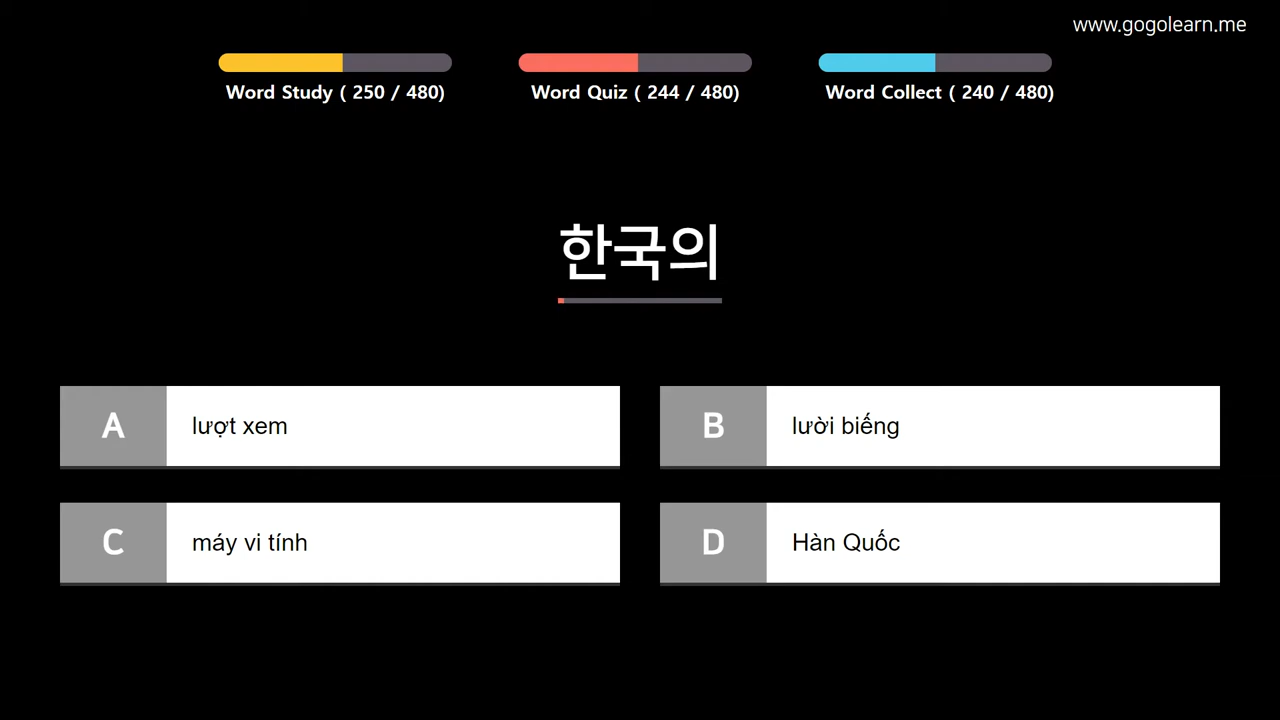 www.gogolearn.me
Word Study ( 250 / 480)
Word Quiz ( 244 / 480)
Word Collect ( 240 / 480)
한국의
A lượt xem
B lười biếng
C máy vi tính
D Hàn Quốc